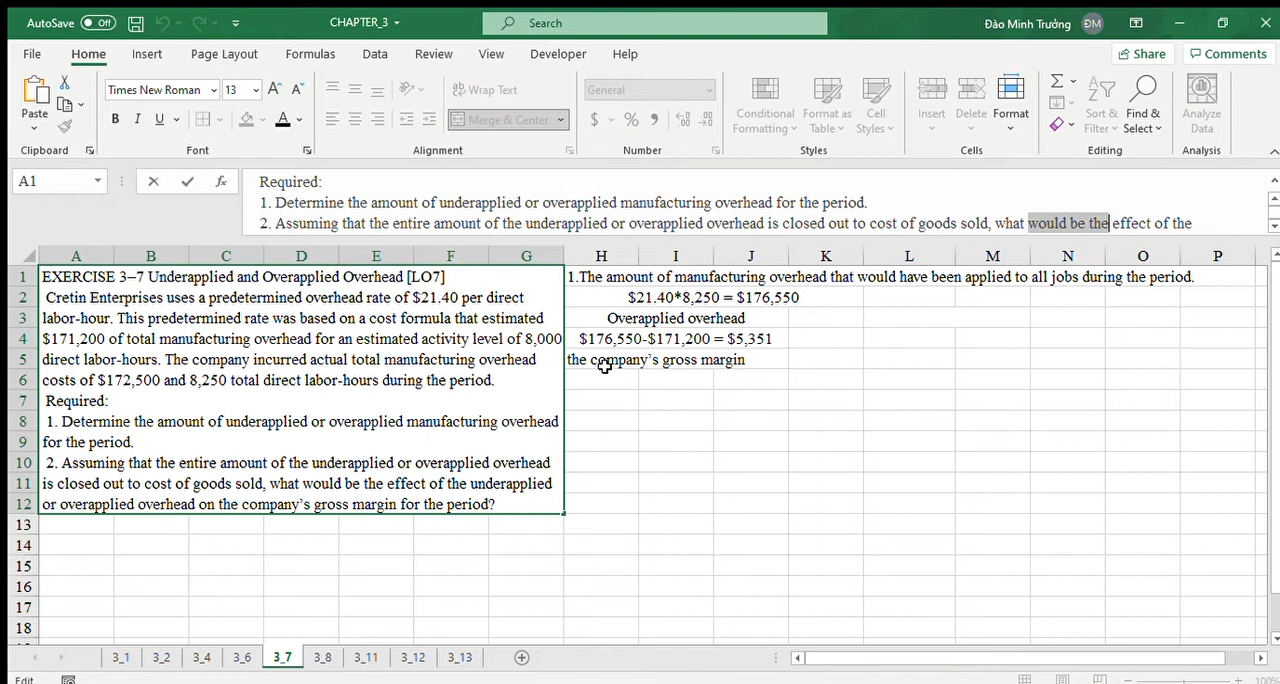 AutoSave Off CHAPTER_3 Search Đào Minh Trưởng ĐM
File Home Insert Page Layout Formulas Data Review View Developer Help Share Comments
Paste
Times New Roman 13
B I U
Wrap Text
Merge & Center
General
$ %
Conditional Formatting
Format as Table
Cell Styles
Insert Delete Format
Sort & Filter
Find & Select
Analyze Data
Clipboard Font Alignment Number Styles Cells Editing Analysis
A1 fx Required:
1. Determine the amount of underapplied or overapplied manufacturing overhead for the period.
2. Assuming that the entire amount of the underapplied or overapplied overhead is closed out to cost of goods sold, what would be the effect of the
A B C D E F G H I J K L M N O P
1 EXERCISE 3–7 Underapplied and Overapplied Overhead [LO7] 1.The amount of manufacturing overhead that would have been applied to all jobs during the period.
2 Cretin Enterprises uses a predetermined overhead rate of $21.40 per direct $21.40*8,250 = $176,550
3 labor-hour. This predetermined rate was based on a cost formula that estimated Overapplied overhead
4 $171,200 of total manufacturing overhead for an estimated activity level of 8,000 $176,550-$171,200 = $5,351
5 direct labor-hours. The company incurred actual total manufacturing overhead the company's gross margin
6 costs of $172,500 and 8,250 total direct labor-hours during the period.
7 Required:
8 1. Determine the amount of underapplied or overapplied manufacturing overhead
9 for the period.
10 2. Assuming that the entire amount of the underapplied or overapplied overhead
11 is closed out to cost of goods sold, what would be the effect of the underapplied
12 or overapplied overhead on the company's gross margin for the period?
13
14
15
16
17
18
3_1 3_2 3_4 3_6 3_7 3_8 3_11 3_12 3_13
Edit 100%